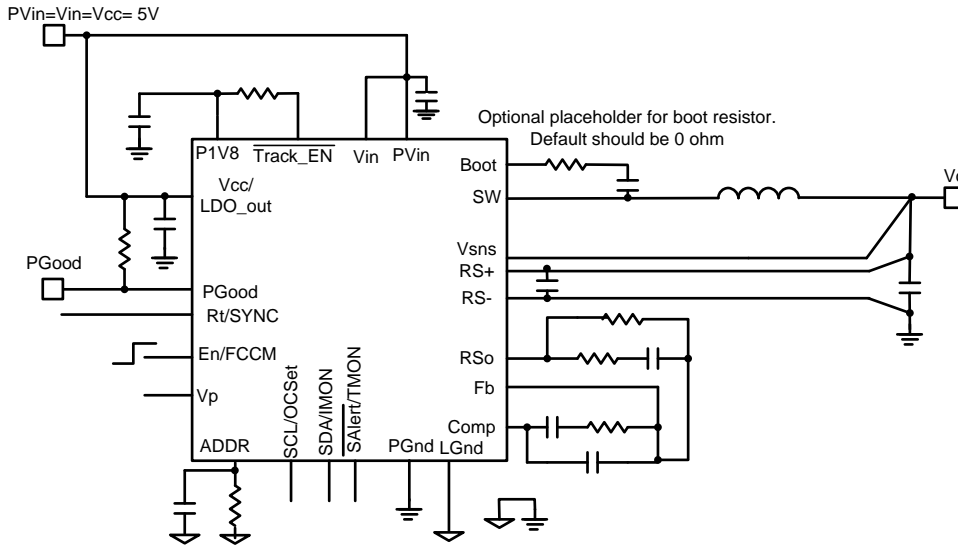 PVin=Vin=Vcc= 5V
Optional placeholder for boot resistor.
Default should be 0 ohm
P1V8
Track_EN
Vin
PVin
Boot
Vcc/
LDO_out
SW
Vsns
PGood
RS+
PGood
RS-
Rt/SYNC
En/FCCM
RSo
Vp
Fb
Comp
ADDR
SCL/OCSet
SDA/IMON
SAlert/TMON
PGnd
LGnd